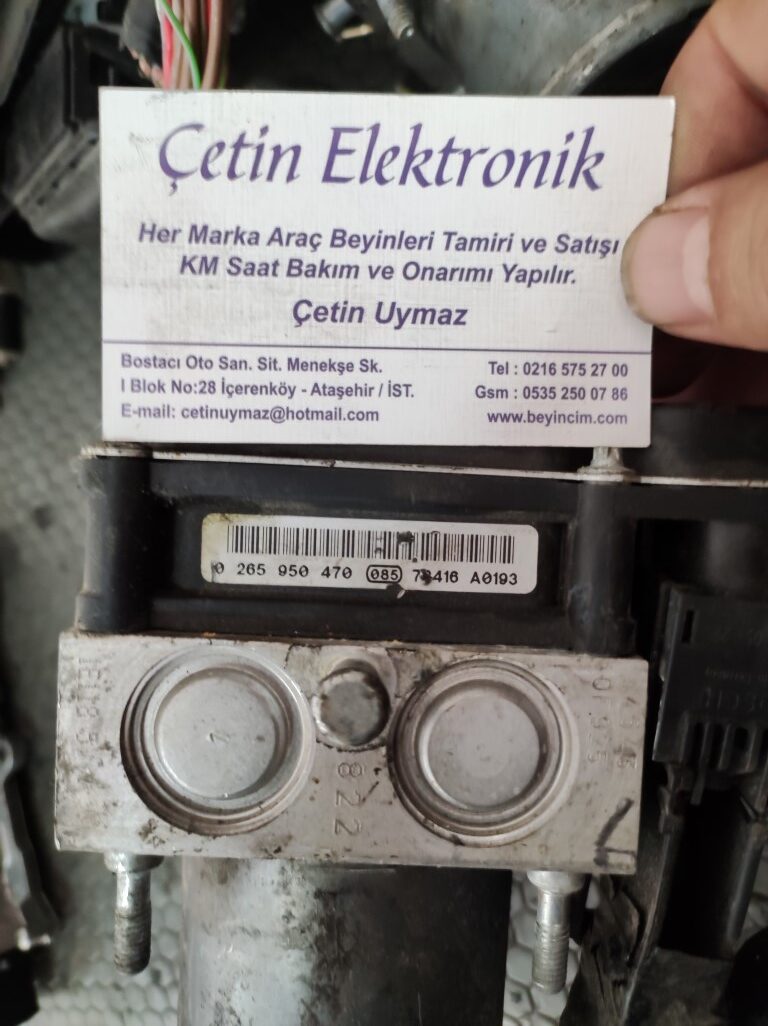 Çetin Elektronik
Her Marka Araç Beyinleri Tamiri ve Satışı
KM Saat Bakım ve Onarımı Yapılır.
Çetin Uymaz
Bostacı Oto San. Sit. Menekşe Sk.
I Blok No:28 İçerenköy - Ataşehir / İST.
E-mail: cetinuymaz@hotmail.com
Tel : 0216 575 27 00
Gsm : 0535 250 07 86
www.beyincim.com
0 265 950 470 085 A0193
822